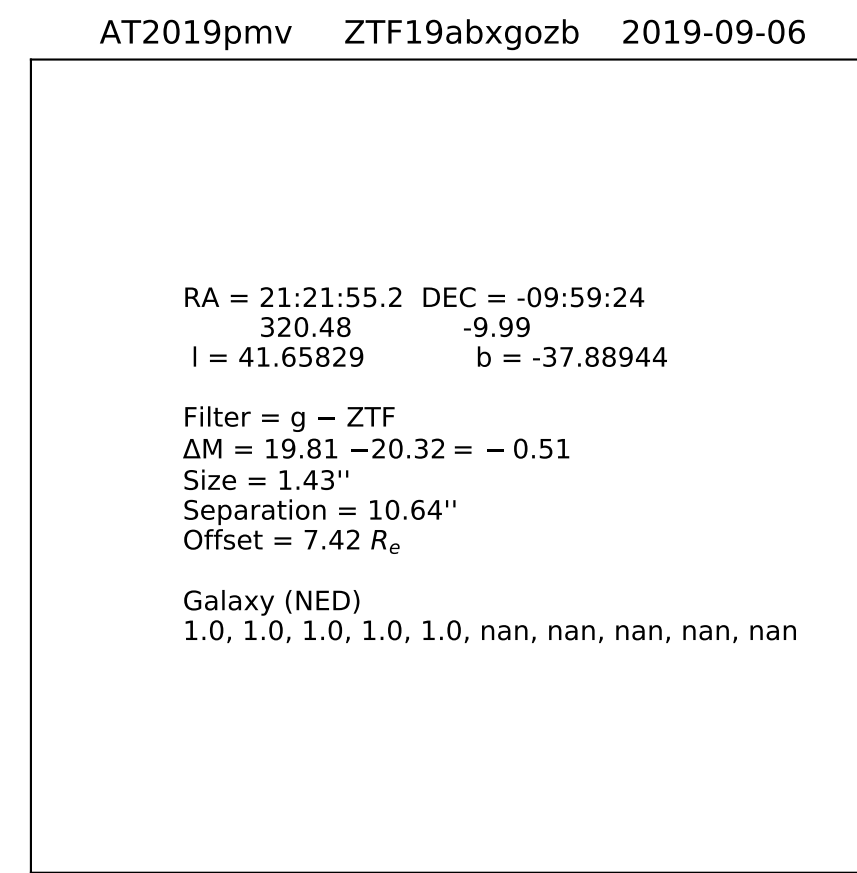 AT2019pmv ZTF19abxgozb 2019-09-06
RA = 21:21:55.2 DEC = -09:59:24
320.48 -9.99
l = 41.65829 b = -37.88944
Filter = g − ZTF
ΔM = 19.81 −20.32 = − 0.51
Size = 1.43''
Separation = 10.64''
Offset = 7.42 Re
Galaxy (NED)
1.0, 1.0, 1.0, 1.0, 1.0, nan, nan, nan, nan, nan